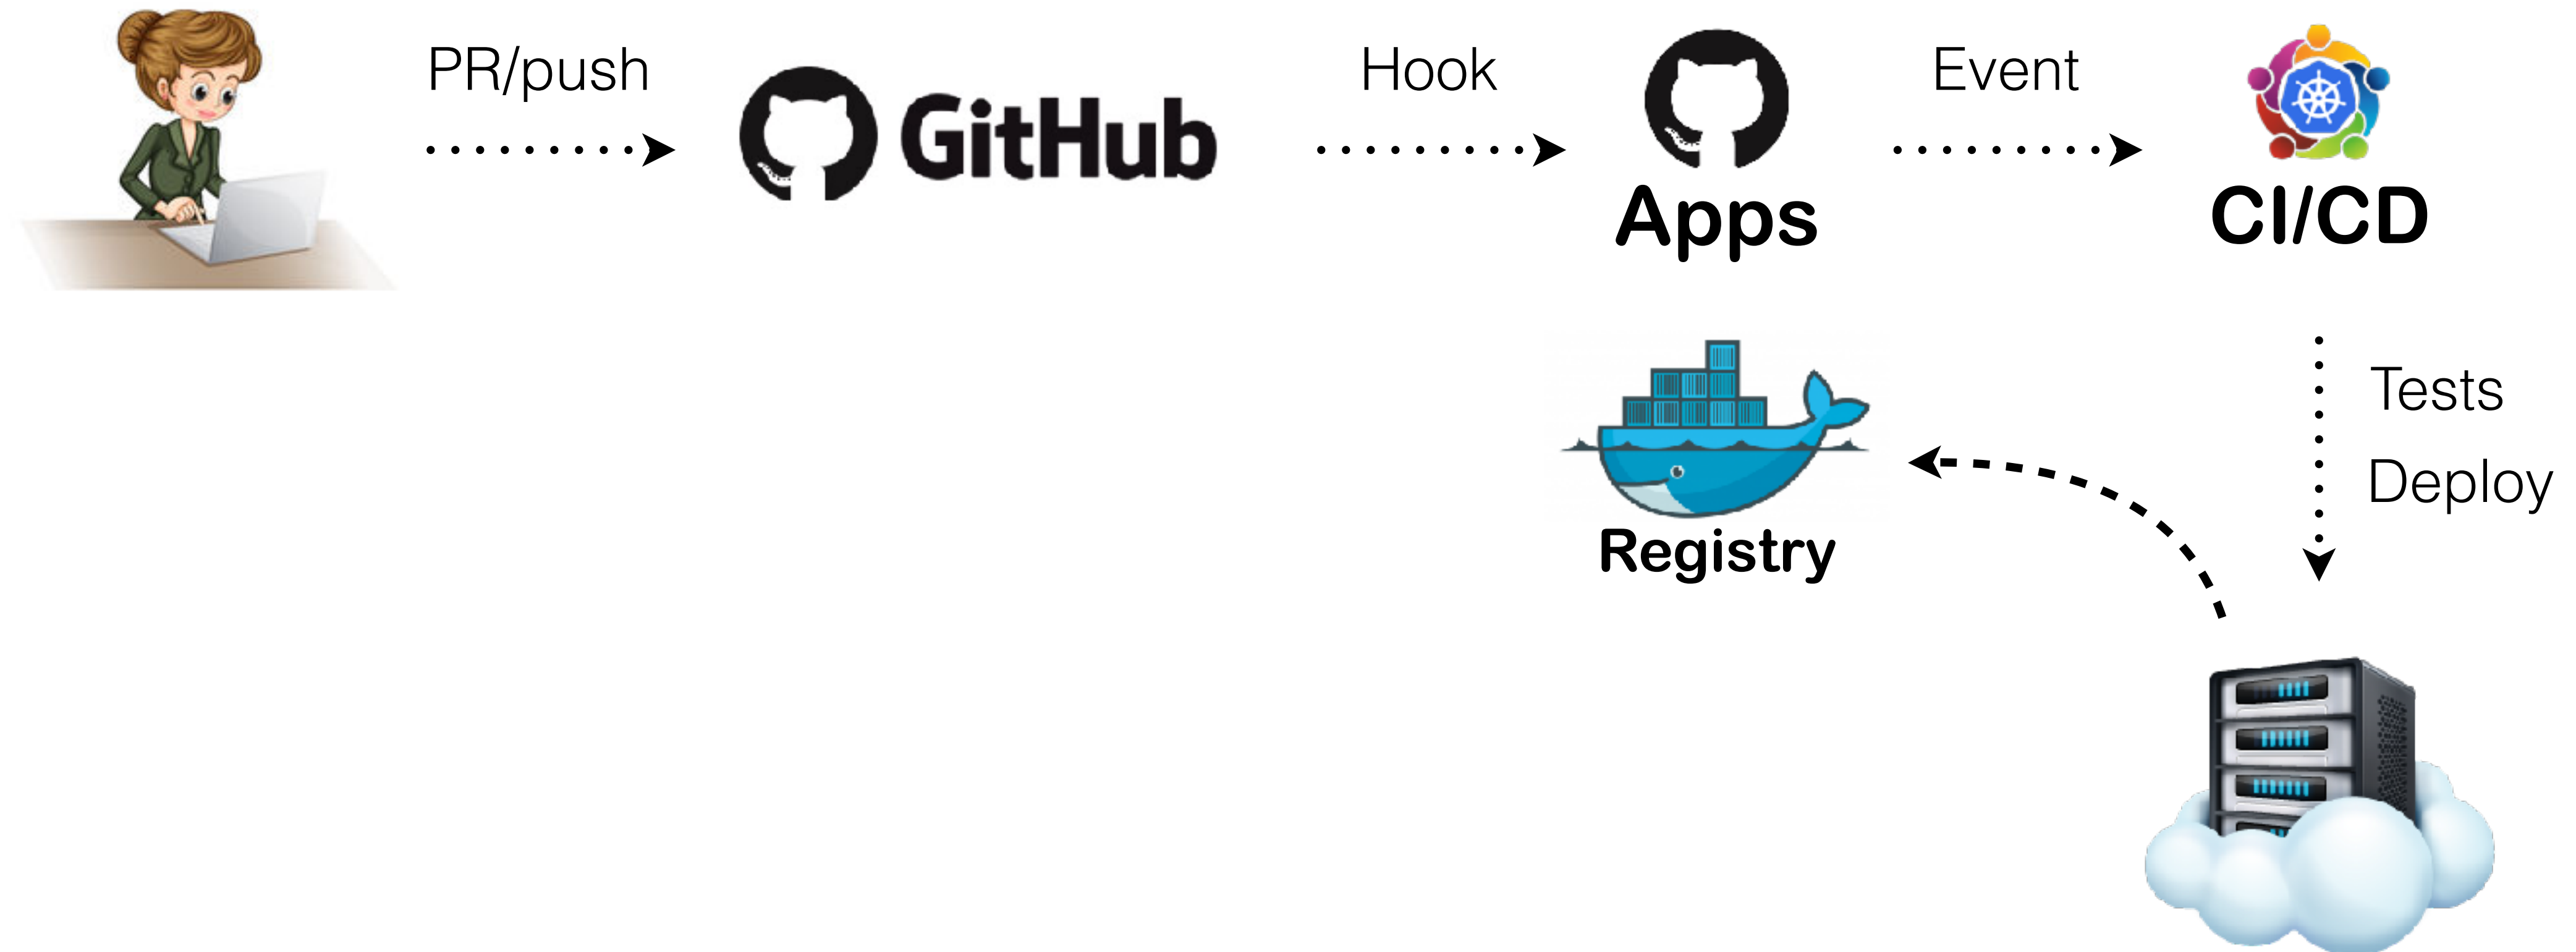 PR/push
GitHub
Hook
Apps
Event
CI/CD
Tests
Deploy
Registry